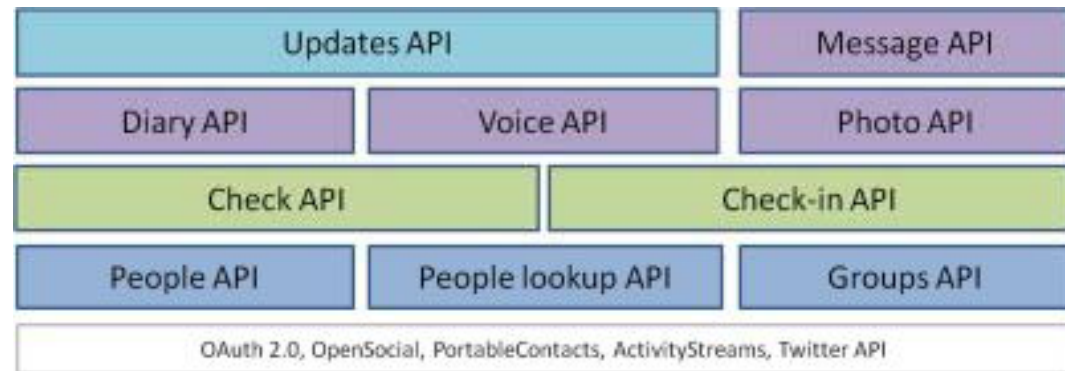 Updates API
Message API
Diary API
Voice API
Photo API
Check API
Check-in API
People API
People lookup API
Groups API
OAuth 2.0, OpenSocial, PortableContacts, ActivityStreams, Twitter API